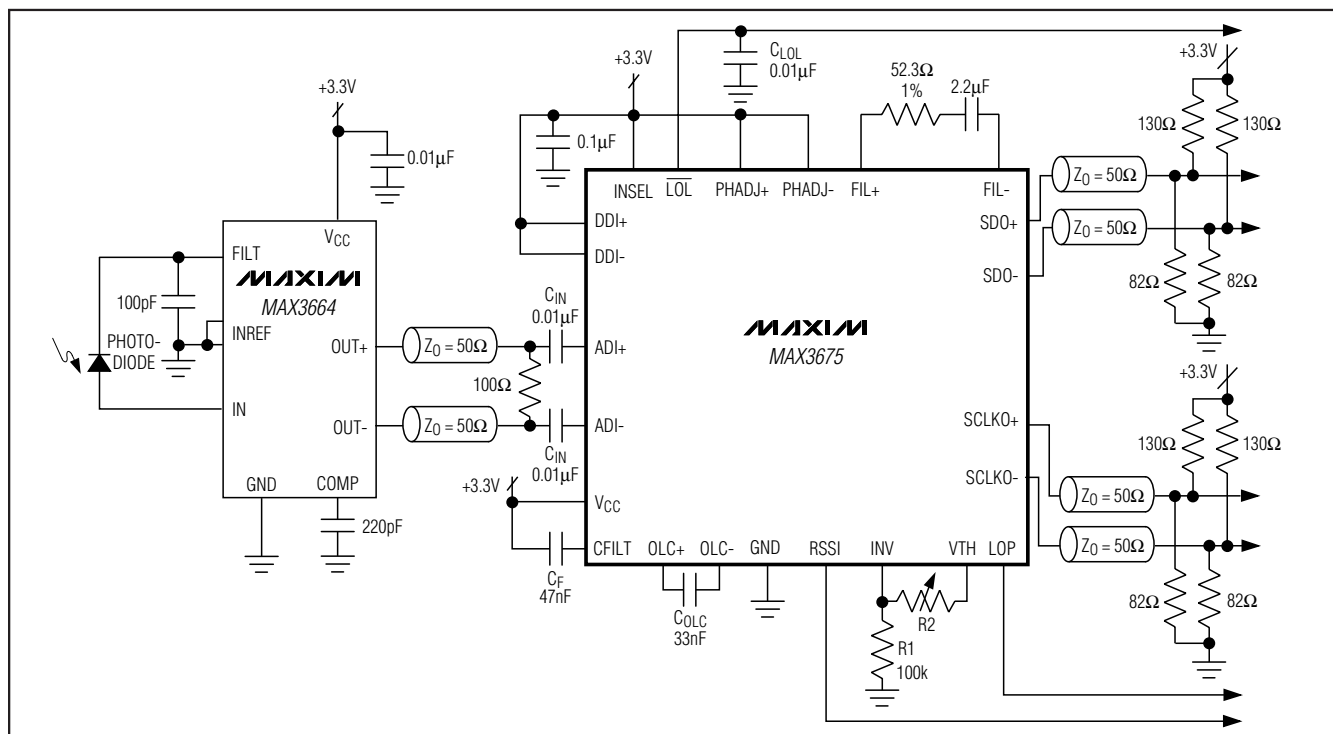 +3.3V
0.01µF
VCC
FILT
MAXIM
MAX3664
100pF
INREF
PHOTO-
DIODE
IN
OUT+
OUT-
GND
COMP
220pF
Z0 = 50Ω
Z0 = 50Ω
CIN
0.01µF
100Ω
CIN
0.01µF
+3.3V
0.1µF
CLOL
0.01µF
52.3Ω
1%
2.2µF
INSEL
LOL
PHADJ+
PHADJ-
FIL+
FIL-
DDI+
DDI-
ADI+
ADI-
MAXIM
MAX3675
SDO+
SDO-
SCLKO+
SCLKO-
+3.3V
VCC
CFILT
OLC+
OLC-
GND
RSSI
INV
VTH
LOP
CF
47nF
COLC
33nF
R1
100k
R2
+3.3V
130Ω
130Ω
Z0 = 50Ω
Z0 = 50Ω
82Ω
82Ω
+3.3V
130Ω
130Ω
Z0 = 50Ω
Z0 = 50Ω
82Ω
82Ω